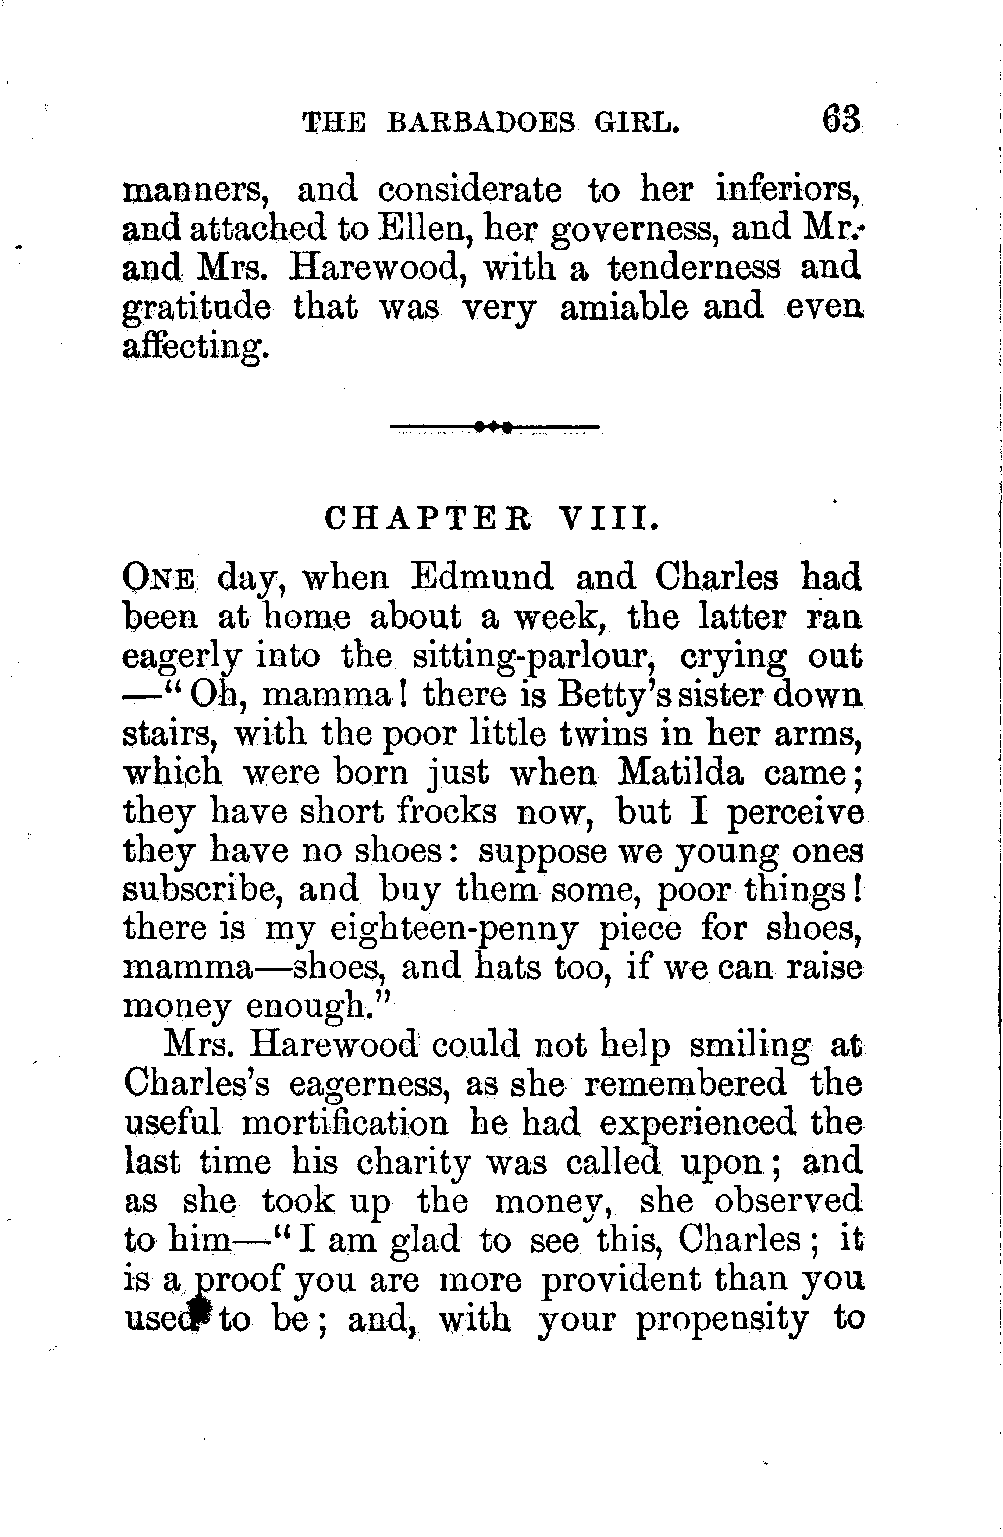 THE BARBADOES GIRL. 63
manners, and considerate to her inferiors,
and attached to Ellen, her governess, and Mr.
and Mrs. Harewood, with a tenderness and
gratitude that was very amiable and even
affecting.
CHAPTER VIII.
ONE day, when Edmund and Charles had
been at home about a week, the latter ran
eagerly into the sitting-parlour, crying out
—“Oh, mamma! there is Betty’s sister down
stairs, with the poor little twins in her arms,
which were born just when Matilda came;
they have short frocks now, but I perceive
they have no shoes: suppose we young ones
subscribe, and buy them some, poor things!
there is my eighteen-penny piece for shoes,
mamma—shoes, and hats too, if we can raise
money enough.”
Mrs. Harewood could not help smiling at
Charles’s eagerness, as she remembered the
useful mortification he had experienced the
last time his charity was called upon; and
as she took up the money, she observed
to him—“I am glad to see this, Charles; it
is a proof you are more provident than you
used to be; and, with your propensity to